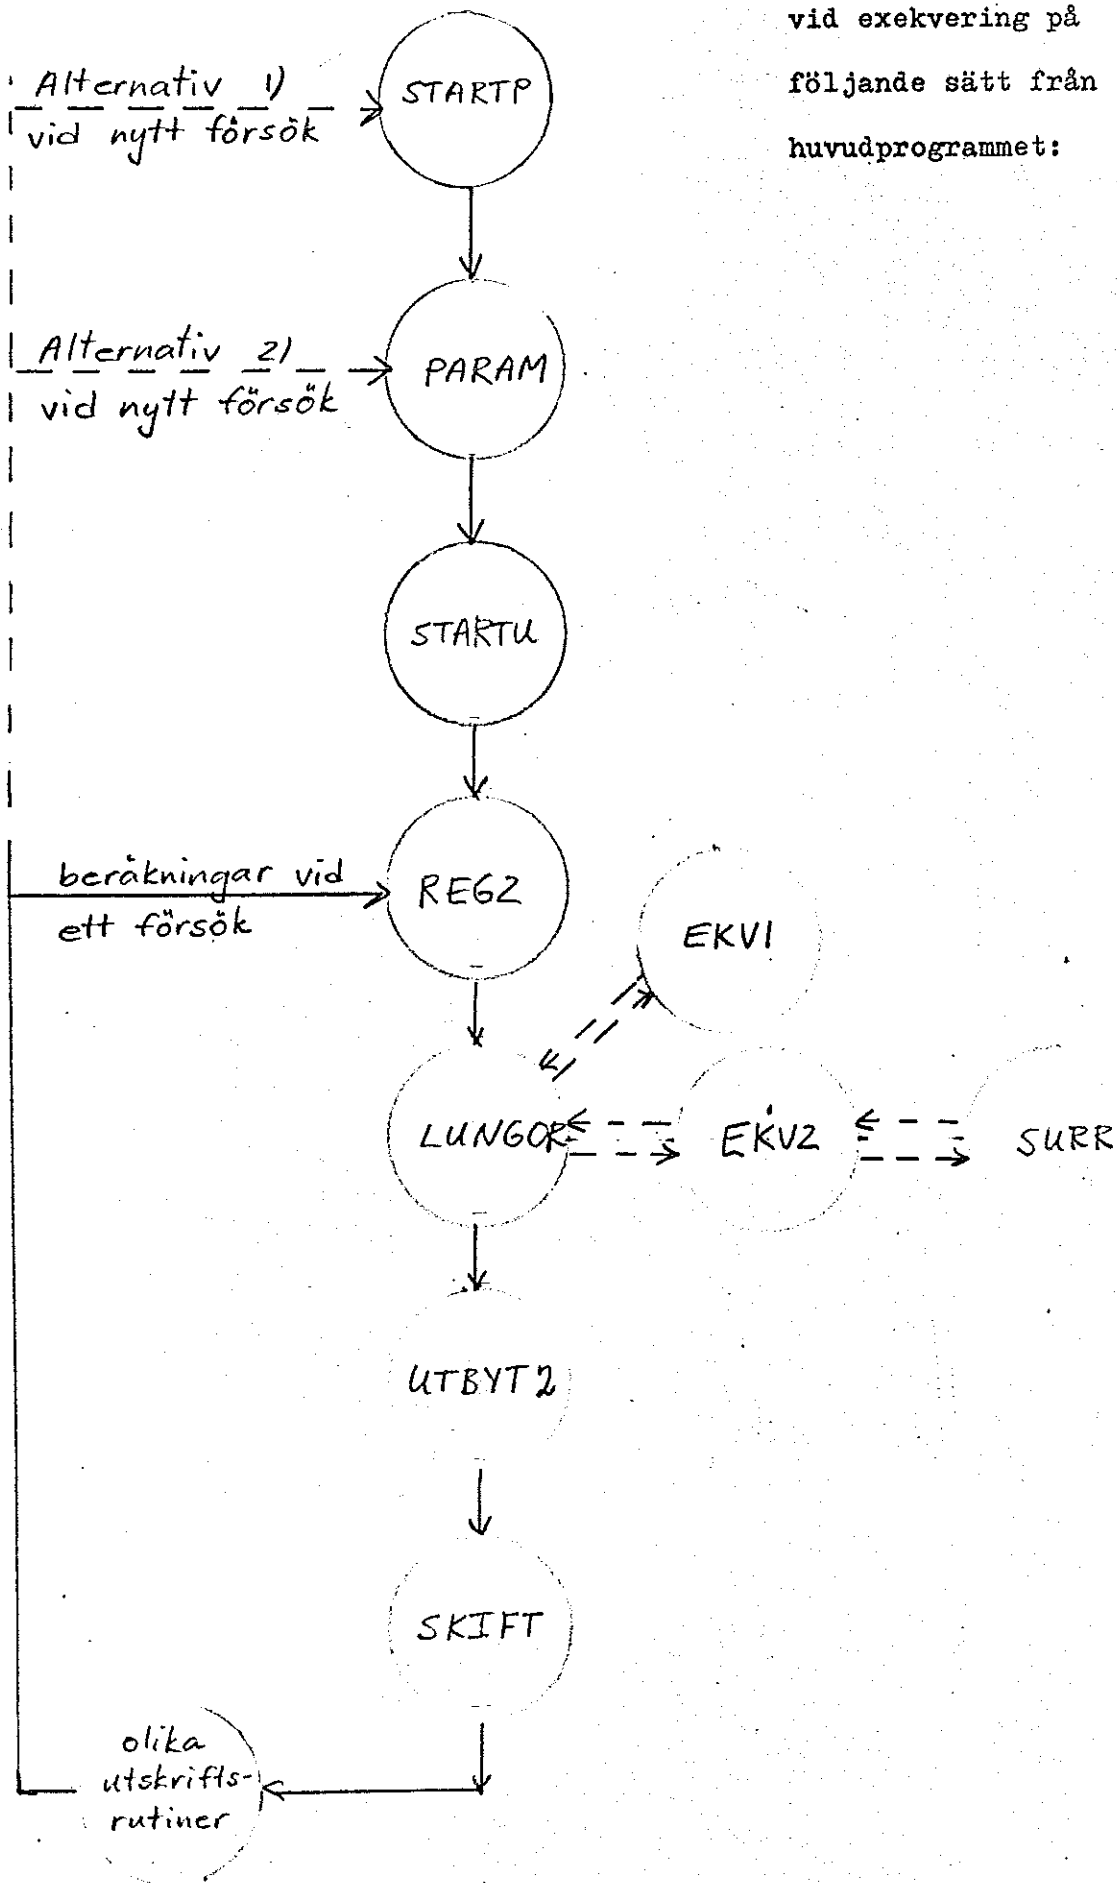 vid exekvering på
följande sätt från
huvudprogrammet:
Alternativ 1)
vid nytt försök
STARTP
Alternativ 2)
vid nytt försök
PARAM
STARTU
beräkningar vid
ett försök
REG2
EKV1
LUNGOR
EKV2
SURR
UTBYT2
SKIFT
olika
utskrifts-
rutiner